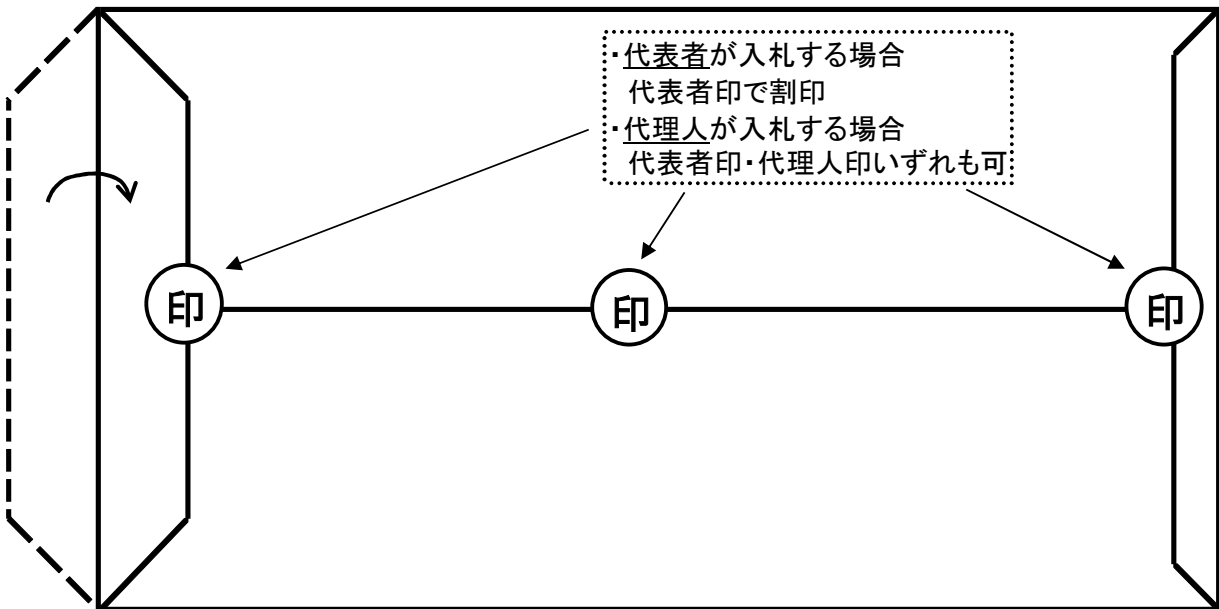 ・代表者が入札する場合
代表者印で割印
・代理人が入札する場合
代表者印・代理人印いずれも可
印
印
印